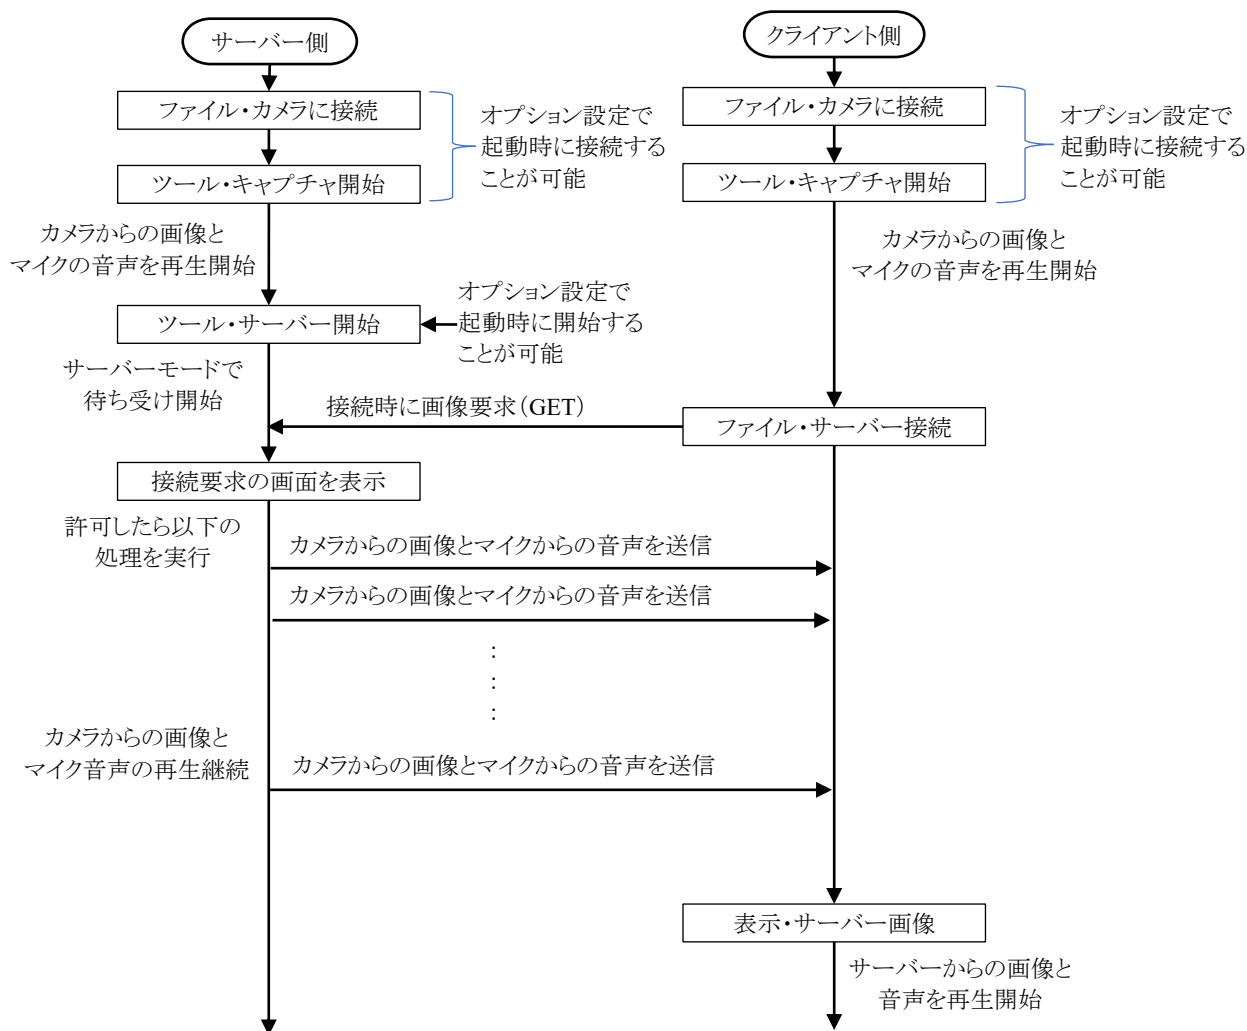 サーバー側
クライアント側
ファイル・カメラに接続
ファイル・カメラに接続
オプション設定で
起動時に接続する
ことが可能
オプション設定で
起動時に接続する
ことが可能
ツール・キャプチャ開始
ツール・キャプチャ開始
カメラからの画像と
マイクの音声を再生開始
カメラからの画像と
マイクの音声を再生開始
ツール・サーバー開始
オプション設定で
起動時に開始する
ことが可能
サーバーモードで
待ち受け開始
接続時に画像要求（GET）
ファイル・サーバー接続
接続要求の画面を表示
許可したら以下の
処理を実行
カメラからの画像とマイクからの音声を送信
カメラからの画像とマイクからの音声を送信
：
：
：
カメラからの画像と
マイク音声の再生継続
カメラからの画像とマイクからの音声を送信
表示・サーバー画像
サーバーからの画像と
音声を再生開始